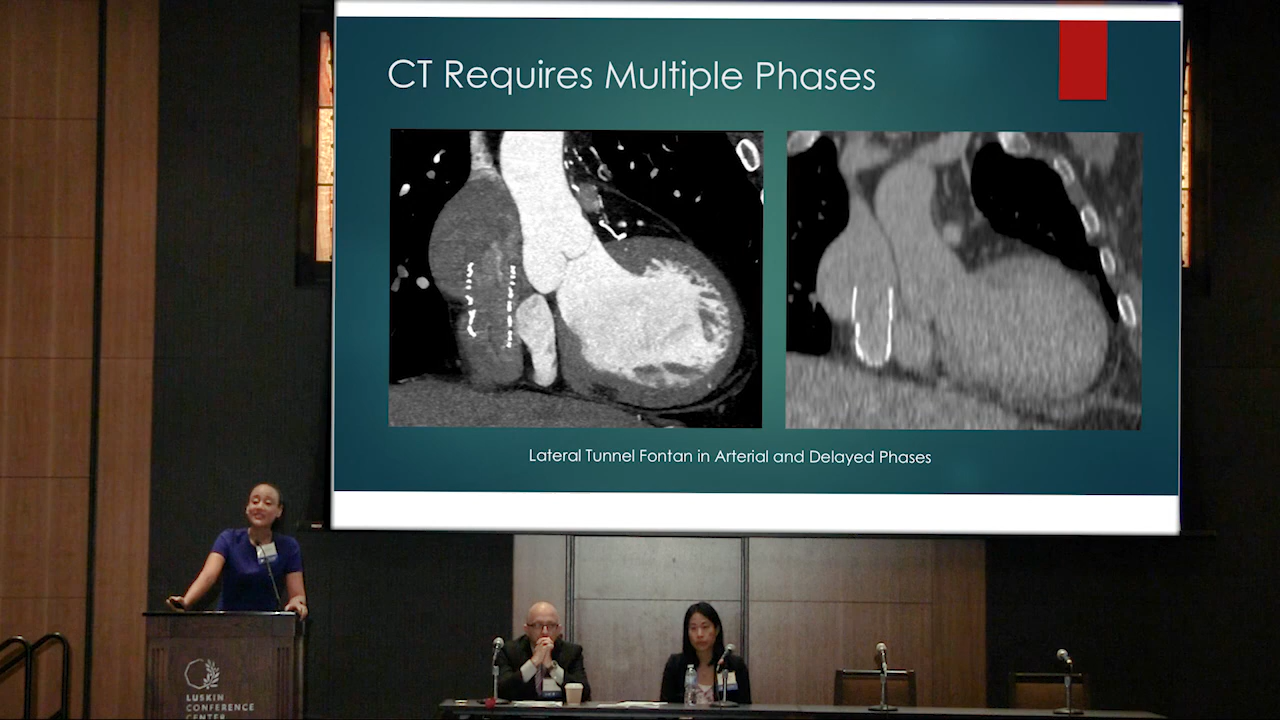 CT Requires Multiple Phases
Lateral Tunnel Fontan in Arterial and Delayed Phases
LUSKIN
CONFERENCE
CENTER